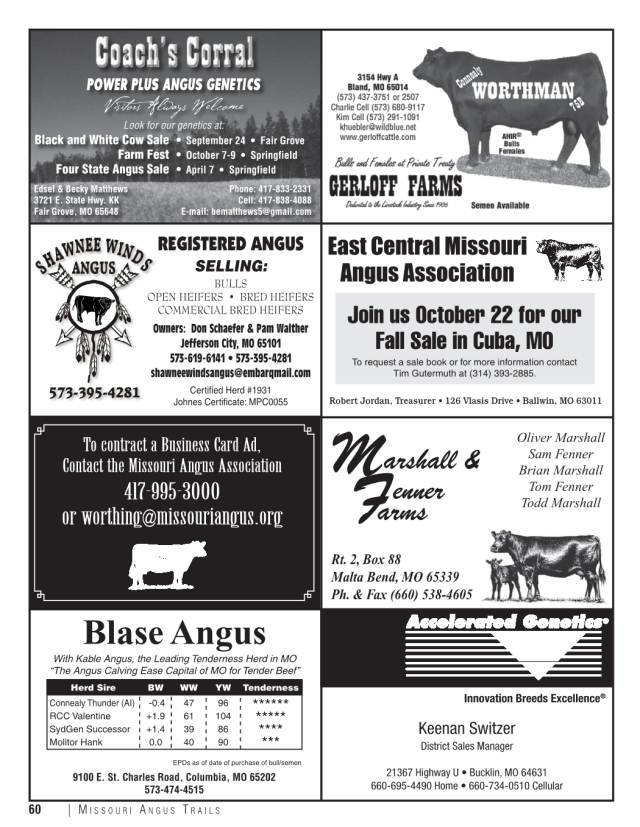 Coach's Corral
POWER PLUS ANGUS GENETICS
Visitors Always Welcome
Look for our genetics at:
Black and White Cow Sale • September 24 • Fair Grove
Farm Fest • October 7-9 • Springfield
Four State Angus Sale • April 7 • Springfield
Edsel & Becky Matthews
3721 E. State Hwy. KK
Fair Grove, MO 65648
Phone: 417-833-2331
Cell: 417-838-4088
E-mail: bematthews5@gmail.com
3154 Hwy A
Bland, MO 65014
(573) 437-3751 or 2507
Charlie Cell (573) 680-9117
Kim Cell (573) 291-1091
khuebler@wildblue.net
www.gerloffcattle.com
Connealy
WORTHMAN
75B
AHIR®
Bulls
Females
Bulls and Females at Private Treaty
GERLOFF FARMS
Dedicated to the Livestock Industry Since 1906
Semen Available
SHAWNEE WINDS
ANGUS
573-395-4281
REGISTERED ANGUS
SELLING:
BULLS
OPEN HEIFERS • BRED HEIFERS
COMMERCIAL BRED HEIFERS
Owners: Don Schaefer & Pam Walther
Jefferson City, MO 65101
573-619-6141 • 573-395-4281
shawneewindsangus@embarqmail.com
Certified Herd #1931
Johnes Certificate: MPC0055
East Central Missouri
Angus Association
Join us October 22 for our
Fall Sale in Cuba, MO
To request a sale book or for more information contact
Tim Gutermuth at (314) 393-2885.
Robert Jordan, Treasurer • 126 Vlasis Drive • Ballwin, MO 63011
To contract a Business Card Ad,
Contact the Missouri Angus Association
417-995-3000
or worthing@missouriangus.org
Marshall &
Fenner
Farms
Oliver Marshall
Sam Fenner
Brian Marshall
Tom Fenner
Todd Marshall
Rt. 2, Box 88
Malta Bend, MO 65339
Ph. & Fax (660) 538-4605
Blase Angus
With Kable Angus, the Leading Tenderness Herd in MO
"The Angus Calving Ease Capital of MO for Tender Beef"
Herd Sire BW WW YW Tenderness
Connealy Thunder (AI) -0.4 47 96 ******
RCC Valentine +1.9 61 104 *****
SydGen Successor +1.4 39 86 ****
Molitor Hank 0.0 40 90 ***
EPDs as of date of purchase of bull/semen
9100 E. St. Charles Road, Columbia, MO 65202
573-474-4515
Accelerated Genetics®
Innovation Breeds Excellence®
Keenan Switzer
District Sales Manager
21367 Highway U • Bucklin, MO 64631
660-695-4490 Home • 660-734-0510 Cellular
60 | MISSOURI ANGUS TRAILS